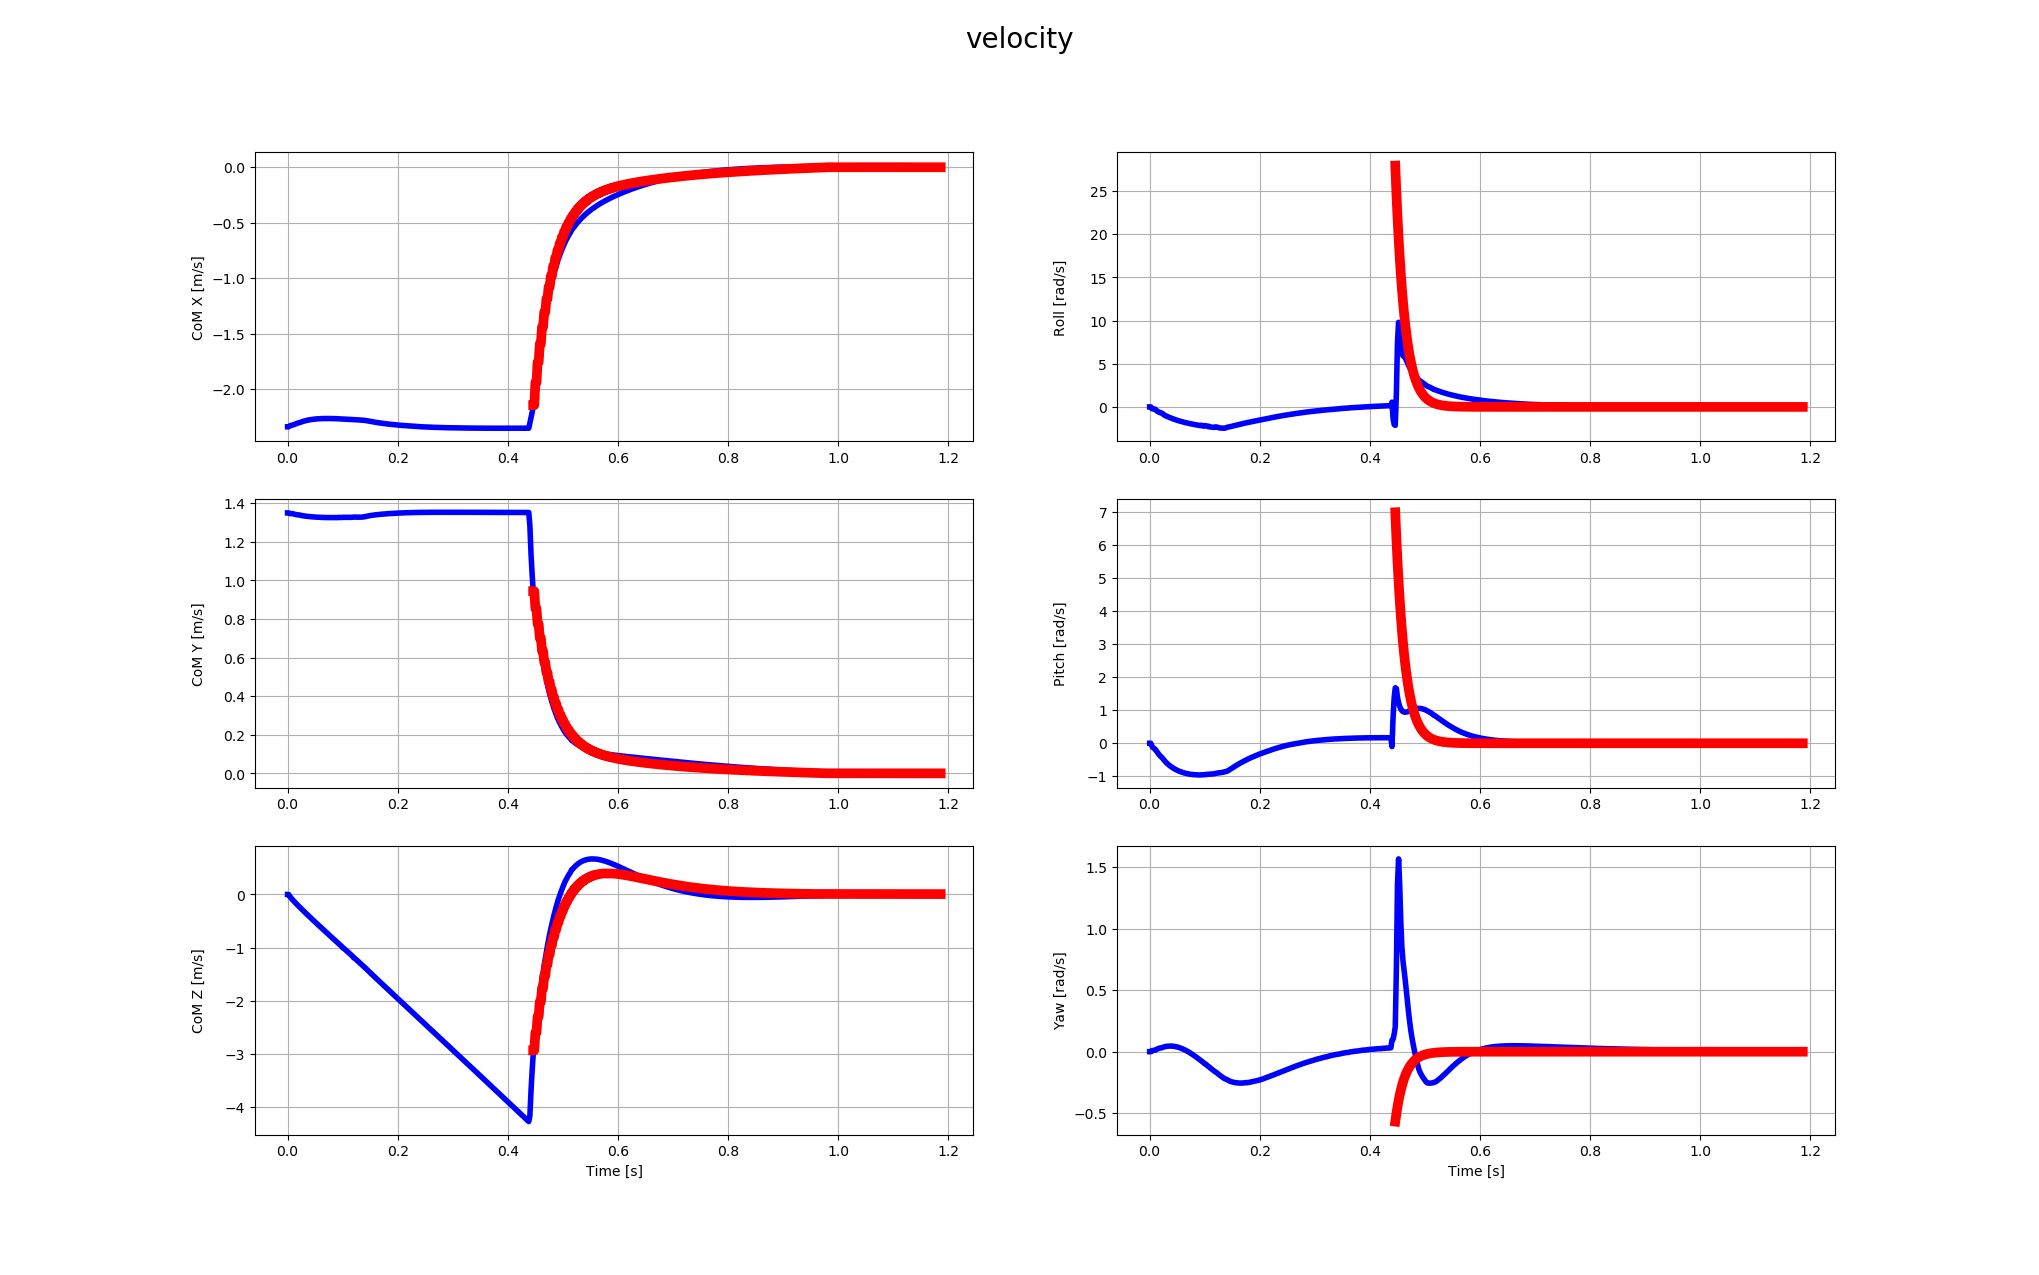 velocity
CoM X [m/s]
0.0
−0.5
−1.0
−1.5
−2.0
0.0 0.2 0.4 0.6 0.8 1.0 1.2
Roll [rad/s]
25
20
15
10
5
0
0.0 0.2 0.4 0.6 0.8 1.0 1.2
CoM Y [m/s]
1.4
1.2
1.0
0.8
0.6
0.4
0.2
0.0
0.0 0.2 0.4 0.6 0.8 1.0 1.2
Pitch [rad/s]
7
6
5
4
3
2
1
0
−1
0.0 0.2 0.4 0.6 0.8 1.0 1.2
CoM Z [m/s]
0
−1
−2
−3
−4
0.0 0.2 0.4 0.6 0.8 1.0 1.2
Time [s]
Yaw [rad/s]
1.5
1.0
0.5
0.0
−0.5
0.0 0.2 0.4 0.6 0.8 1.0 1.2
Time [s]